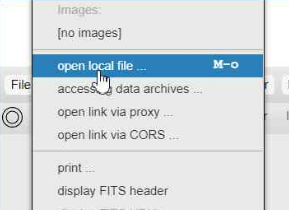 Images:
[no images]
open local file ... M-o
File
accessing data archives ...
open link via proxy ...
open link via CORS ...
print ...
display FITS header